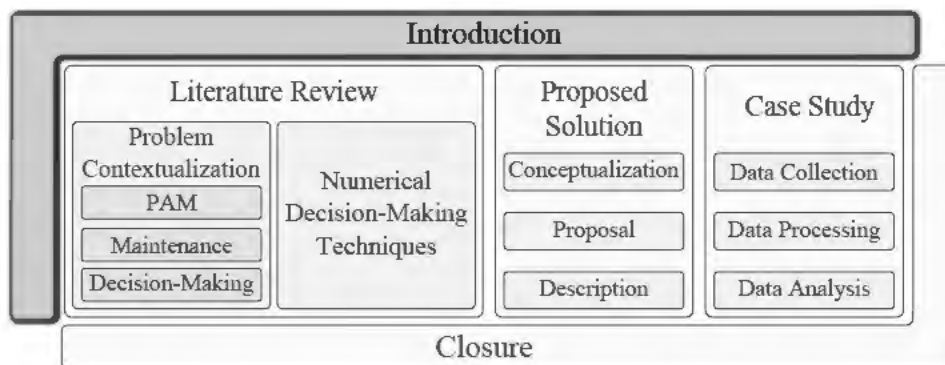 Introduction
Literature Review
Problem
Contextualization
PAM
Maintenance
Decision-Making
Numerical
Decision-Making
Techniques
Proposed
Solution
Conceptualization
Proposal
Description
Case Study
Data Collection
Data Processing
Data Analysis
Closure